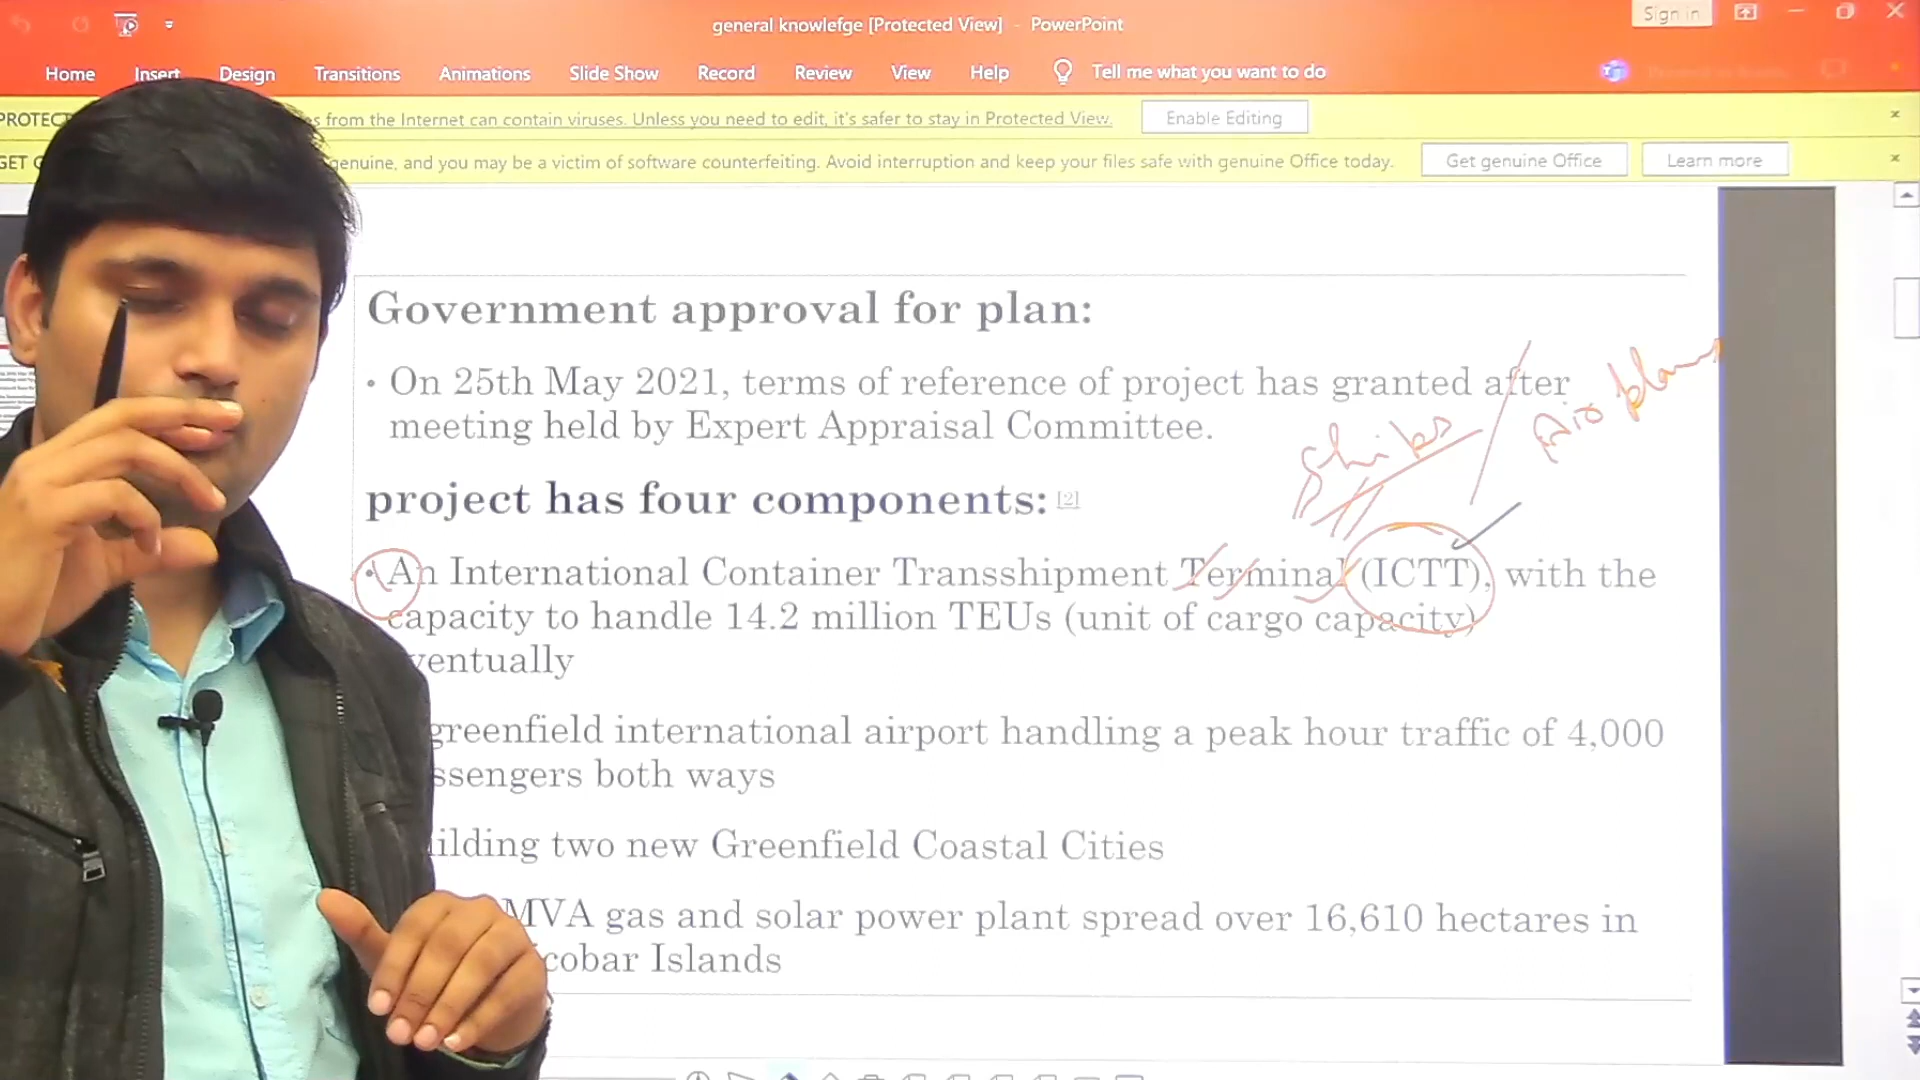 general knowlefge [Protected View] - PowerPoint
Sign in
Home Insert Design Transitions Animations Slide Show Record Review View Help Tell me what you want to do
PROTECT from the Internet can contain viruses. Unless you need to edit, it's safer to stay in Protected View. Enable Editing
GET genuine, and you may be a victim of software counterfeiting. Avoid interruption and keep your files safe with genuine Office today. Get genuine Office Learn more
Government approval for plan:
• On 25th May 2021, terms of reference of project has granted after
meeting held by Expert Appraisal Committee.
Ships
Airplans
project has four components: [2]
• An International Container Transshipment Terminal (ICTT), with the
capacity to handle 14.2 million TEUs (unit of cargo capacity)
ventually
greenfield international airport handling a peak hour traffic of 4,000
ssengers both ways
ilding two new Greenfield Coastal Cities
MVA gas and solar power plant spread over 16,610 hectares in
cobar Islands